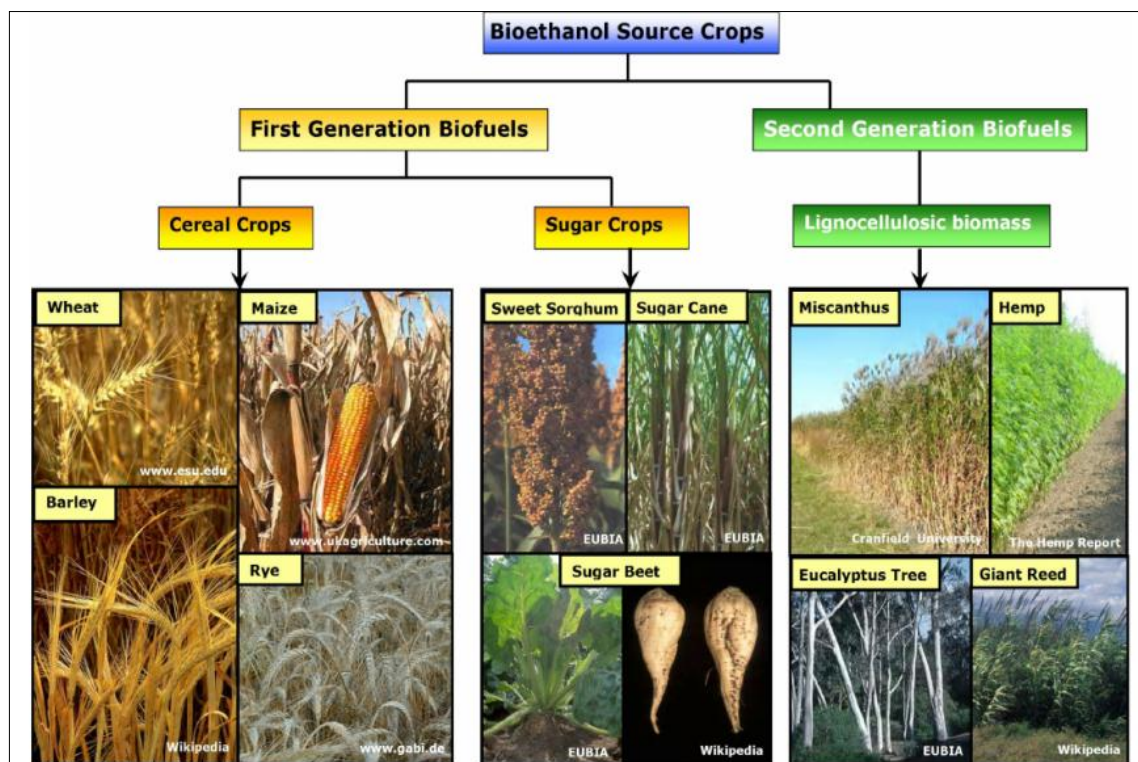 Bioethanol Source Crops
First Generation Biofuels
Second Generation Biofuels
Cereal Crops
Sugar Crops
Lignocellulosic biomass
Wheat
www.esu.edu
Maize
www.ukagriculture.com
Barley
Wikipedia
Rye
www.gabi.de
Sweet Sorghum
EUBIA
Sugar Cane
EUBIA
Sugar Beet
EUBIA
Wikipedia
Miscanthus
Cranfield University
Hemp
The Hemp Report
Eucalyptus Tree
EUBIA
Giant Reed
Wikipedia